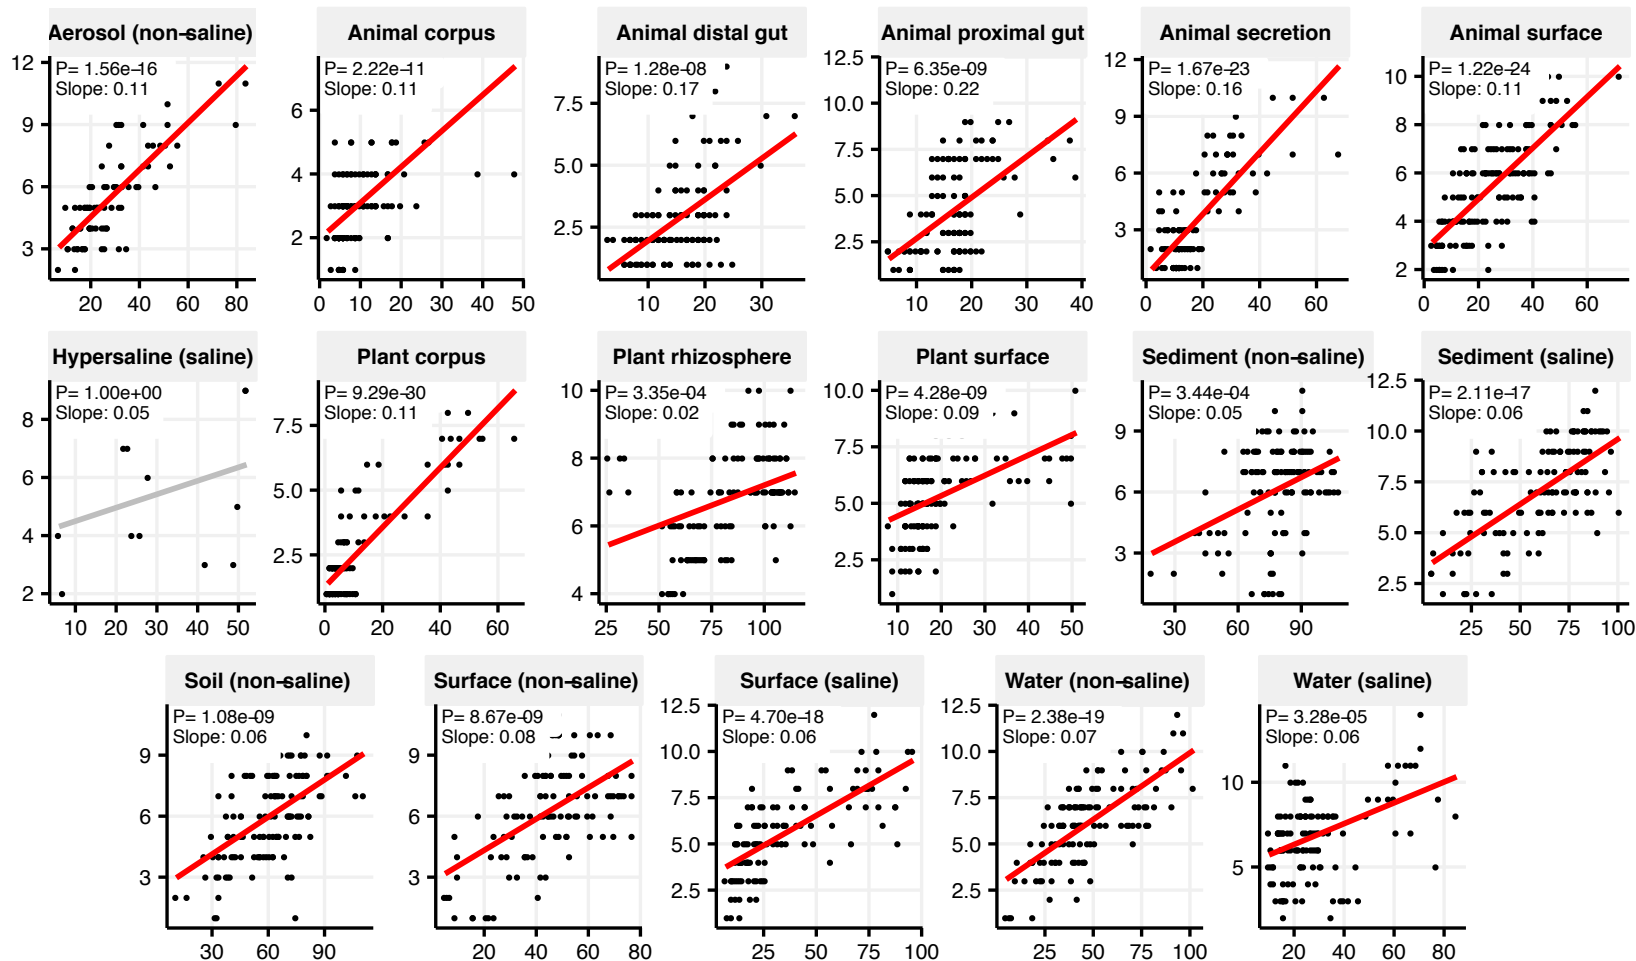 Aerosol (non-saline)
P= 1.56e-16
Slope: 0.11
12
9
6
3
20 40 60 80
Animal corpus
P= 2.22e-11
Slope: 0.11
6
4
2
0 10 20 30 40 50
Animal distal gut
P= 1.28e-08
Slope: 0.17
7.5
5.0
2.5
10 20 30
Animal proximal gut
P= 6.35e-09
Slope: 0.22
12.5
10.0
7.5
5.0
2.5
10 20 30 40
Animal secretion
P= 1.67e-23
Slope: 0.16
12
9
6
3
0 20 40 60
Animal surface
P= 1.22e-24
Slope: 0.11
10
8
6
4
2
0 20 40 60
Hypersaline (saline)
P= 1.00e+00
Slope: 0.05
8
6
4
2
10 20 30 40 50
Plant corpus
P= 9.29e-30
Slope: 0.11
7.5
5.0
2.5
0 20 40 60
Plant rhizosphere
P= 3.35e-04
Slope: 0.02
10
8
6
4
25 50 75 100
Plant surface
P= 4.28e-09
Slope: 0.09
10.0
7.5
5.0
2.5
10 20 30 40 50
Sediment (non-saline)
P= 3.44e-04
Slope: 0.05
9
6
3
30 60 90
Sediment (saline)
P= 2.11e-17
Slope: 0.06
12.5
10.0
7.5
5.0
2.5
25 50 75 100
Soil (non-saline)
P= 1.08e-09
Slope: 0.06
9
6
3
30 60 90
Surface (non-saline)
P= 8.67e-09
Slope: 0.08
9
6
3
20 40 60 80
Surface (saline)
P= 4.70e-18
Slope: 0.06
12.5
10.0
7.5
5.0
2.5
25 50 75 100
Water (non-saline)
P= 2.38e-19
Slope: 0.07
12.5
10.0
7.5
5.0
2.5
25 50 75 100
Water (saline)
P= 3.28e-05
Slope: 0.06
10
5
20 40 60 80